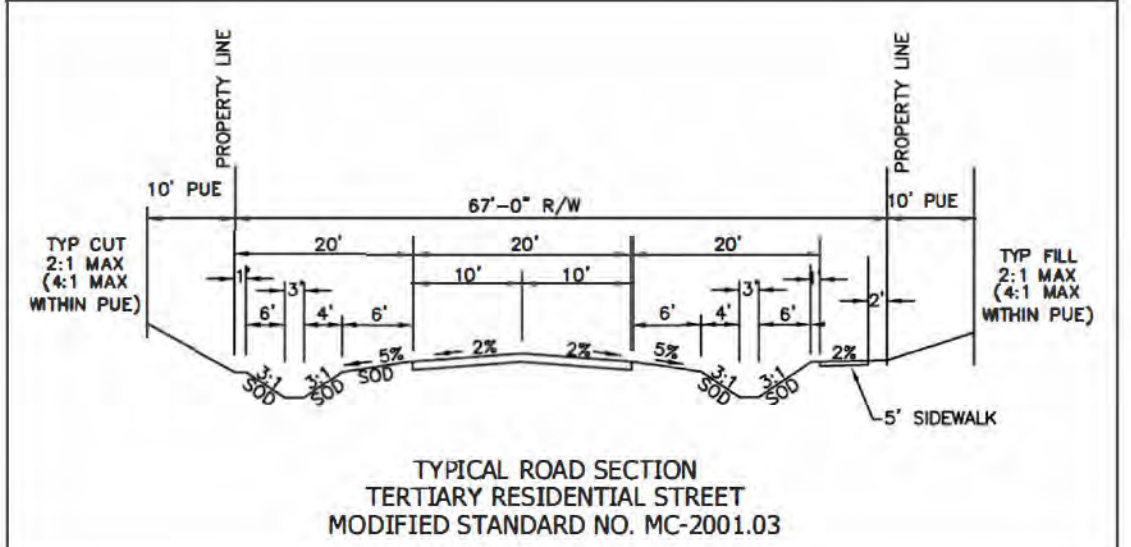 PROPERTY LINE
PROPERTY LINE
10' PUE
67'-0" R/W
10' PUE
TYP CUT
2:1 MAX
(4:1 MAX
WITHIN PUE)
20'
20'
20'
TYP FILL
2:1 MAX
(4:1 MAX
WITHIN PUE)
1'
10'
10'
1'
3'
3'
2'
6'
4'
6'
6'
4'
6'
5%
2%
2%
5%
2%
3:1
SOD
3:1
SOD
SOD
3:1
SOD
3:1
SOD
5' SIDEWALK
TYPICAL ROAD SECTION
TERTIARY RESIDENTIAL STREET
MODIFIED STANDARD NO. MC-2001.03